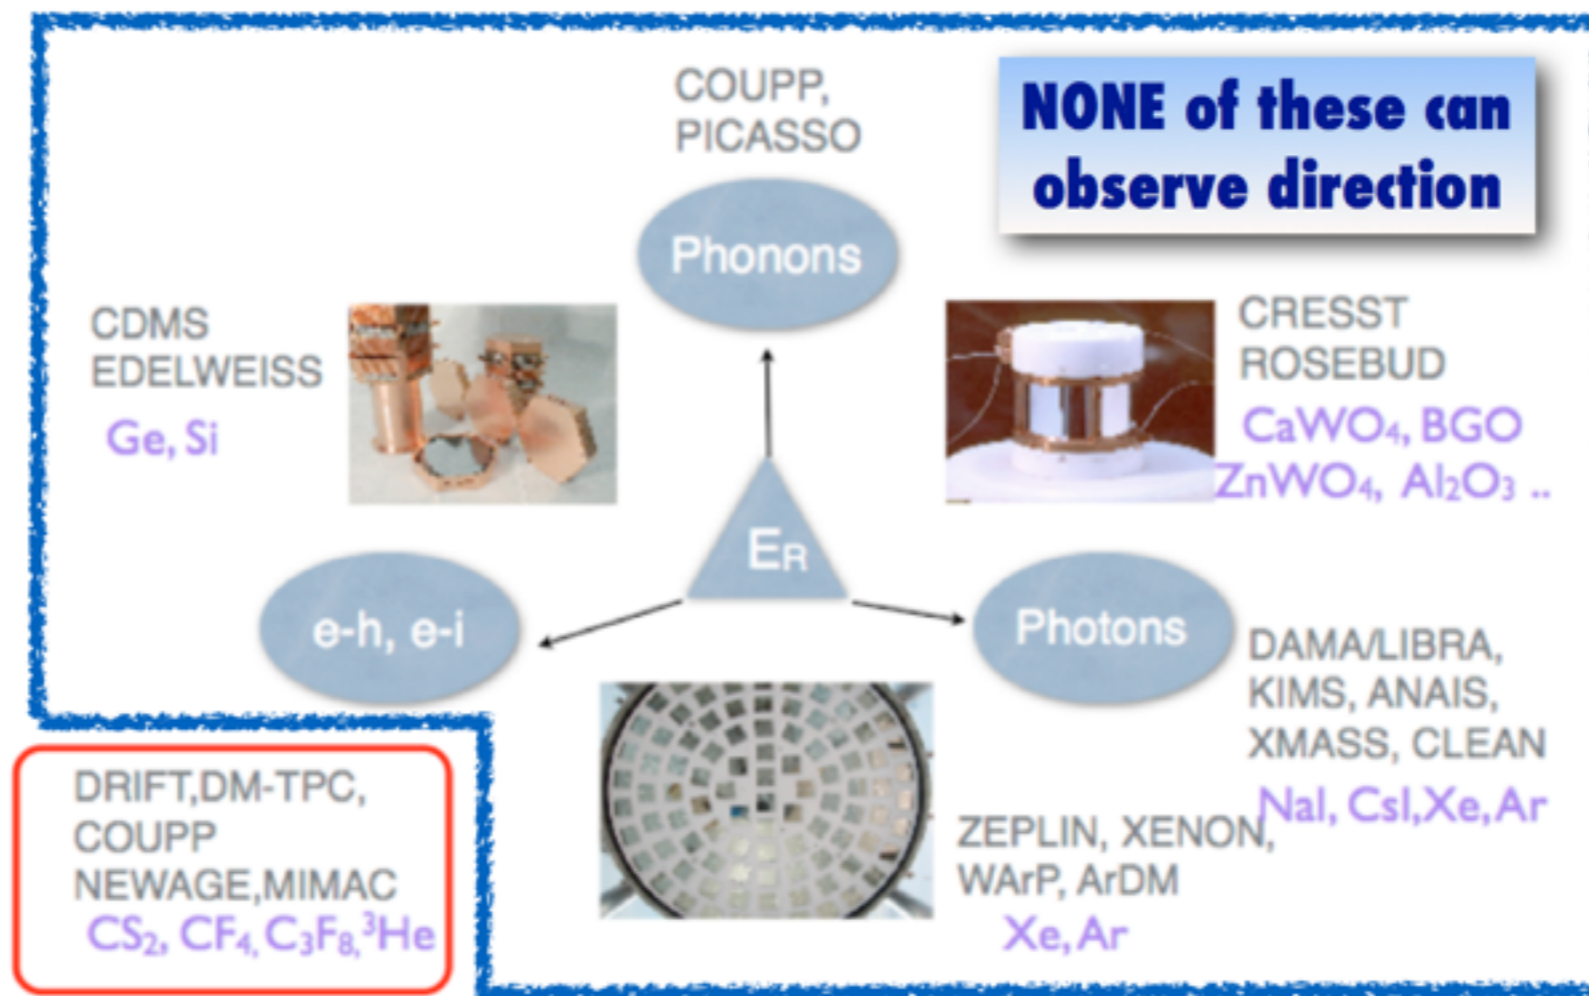 COUPP,
PICASSO
NONE of these can
observe direction
Phonons
CDMS
EDELWEISS
Ge, Si
CRESST
ROSEBUD
CaWO₄, BGO
ZnWO₄, Al₂O₃ ..
ER
e-h, e-i
Photons
DAMA/LIBRA,
KIMS, ANAIS,
XMASS, CLEAN
NaI, CsI,Xe,Ar
DRIFT,DM-TPC,
COUPP
NEWAGE,MIMAC
CS₂, CF₄, C₃F₈,³He
ZEPLIN, XENON,
WArP, ArDM
Xe, Ar